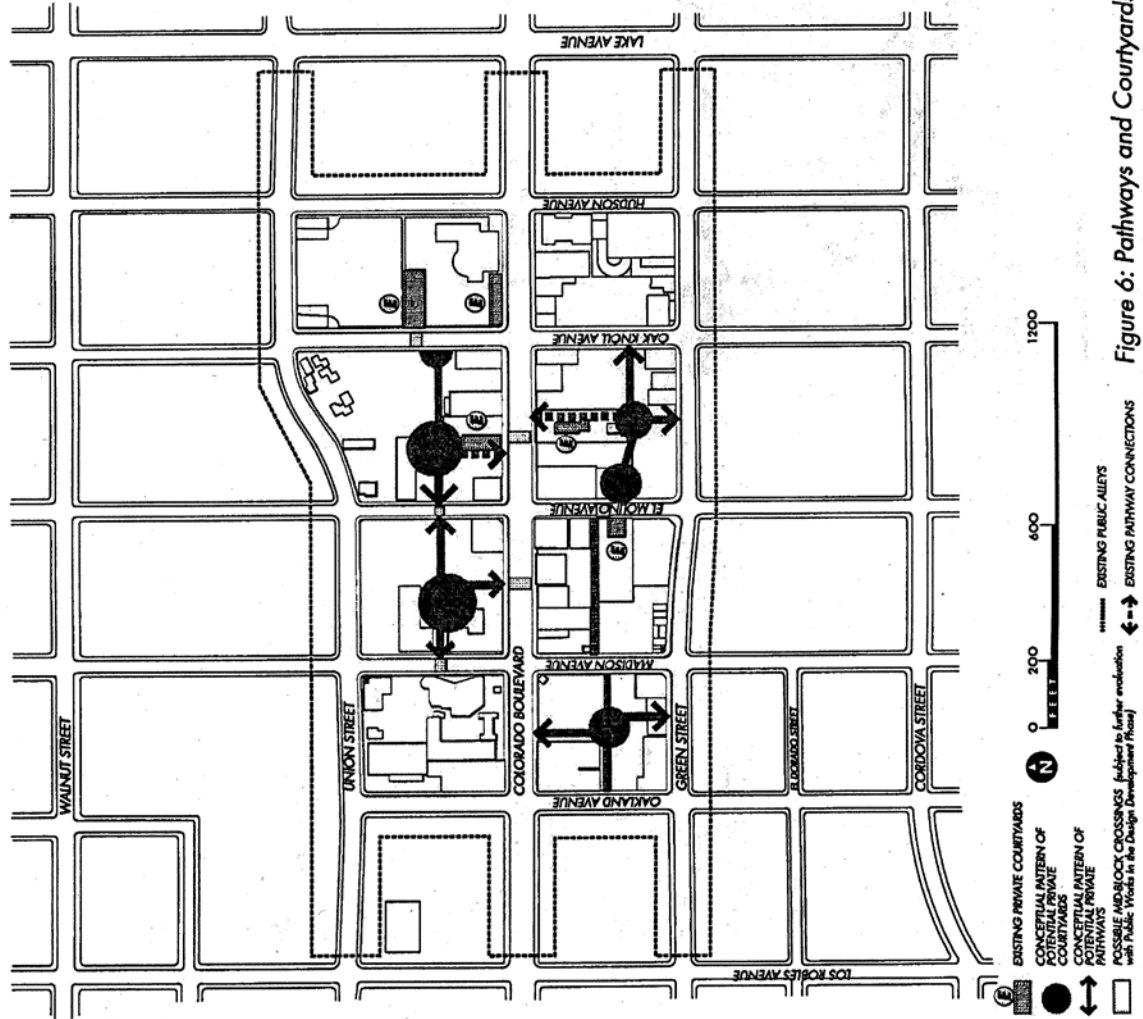 LAKE AVENUE
HUDSON AVENUE
OAK KNOLL AVENUE
EL MOLINO AVENUE
MADISON AVENUE
OAKLAND AVENUE
LOS ROBLES AVENUE
WALNUT STREET
UNION STREET
COLORADO BOULEVARD
GREEN STREET
EL DORADO STREET
CORDOVA STREET
E
EXISTING PRIVATE COURTYARDS
CONCEPTUAL PATTERN OF
POTENTIAL PRIVATE
COURTYARDS
CONCEPTUAL PATTERN OF
POTENTIAL PRIVATE
PATHWAYS
POSSIBLE MID-BLOCK CROSSINGS (subject to further evaluation
with Public Works in the Design Development Phase)
EXISTING PUBLIC ALLEYS
EXISTING PATHWAY CONNECTIONS
N
0 200 600 1200
FEET
Figure 6: Pathways and Courtyards